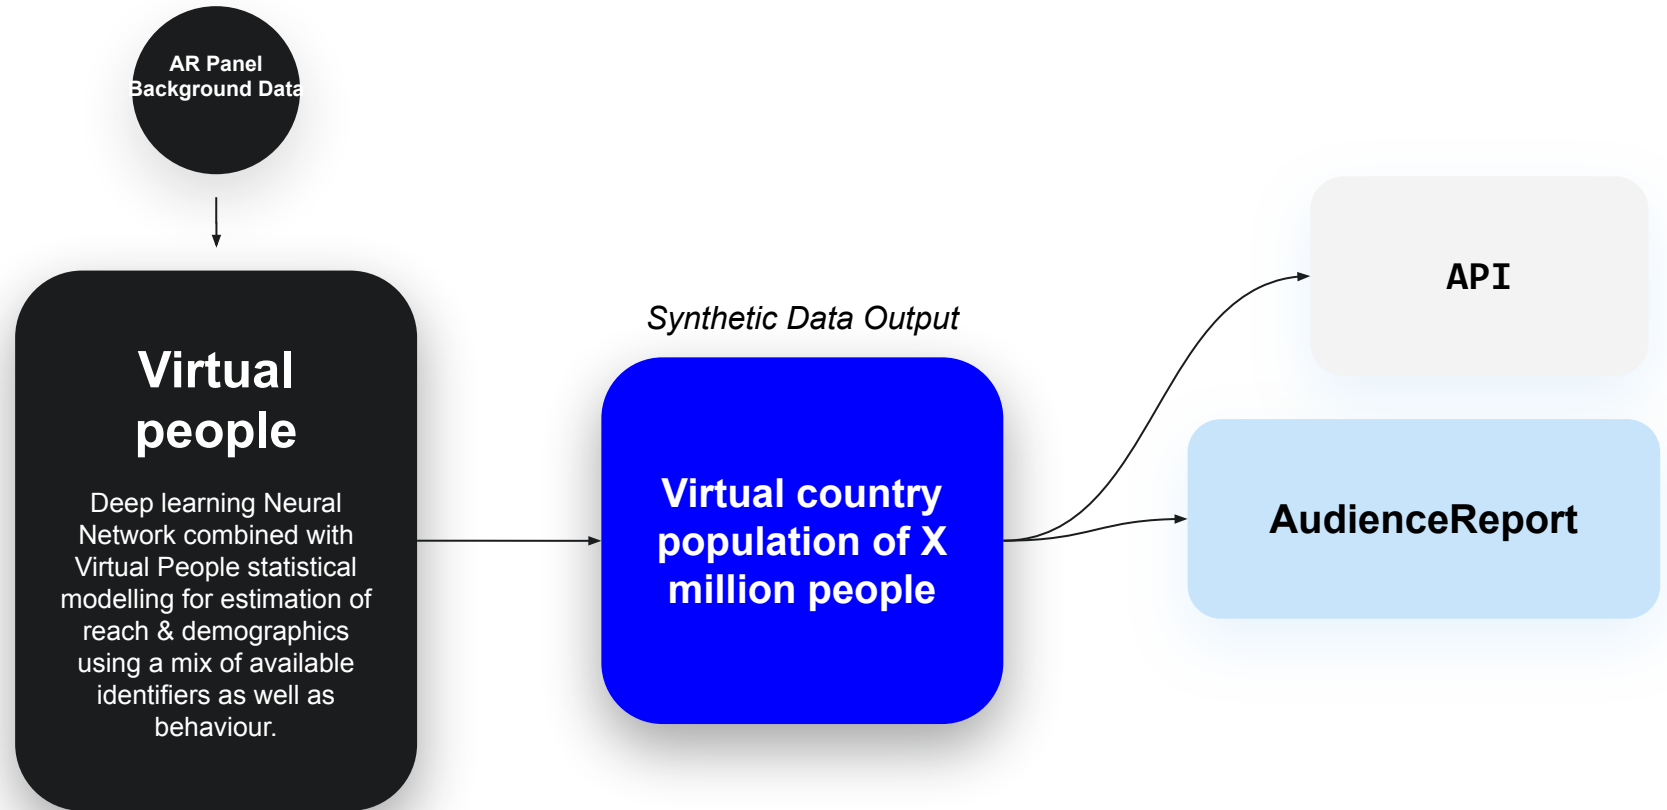 AR Panel
Background Data
Virtual
people
Deep learning Neural
Network combined with
Virtual People statistical
modelling for estimation of
reach & demographics
using a mix of available
identifiers as well as
behaviour.
Synthetic Data Output
Virtual country
population of X
million people
API
AudienceReport